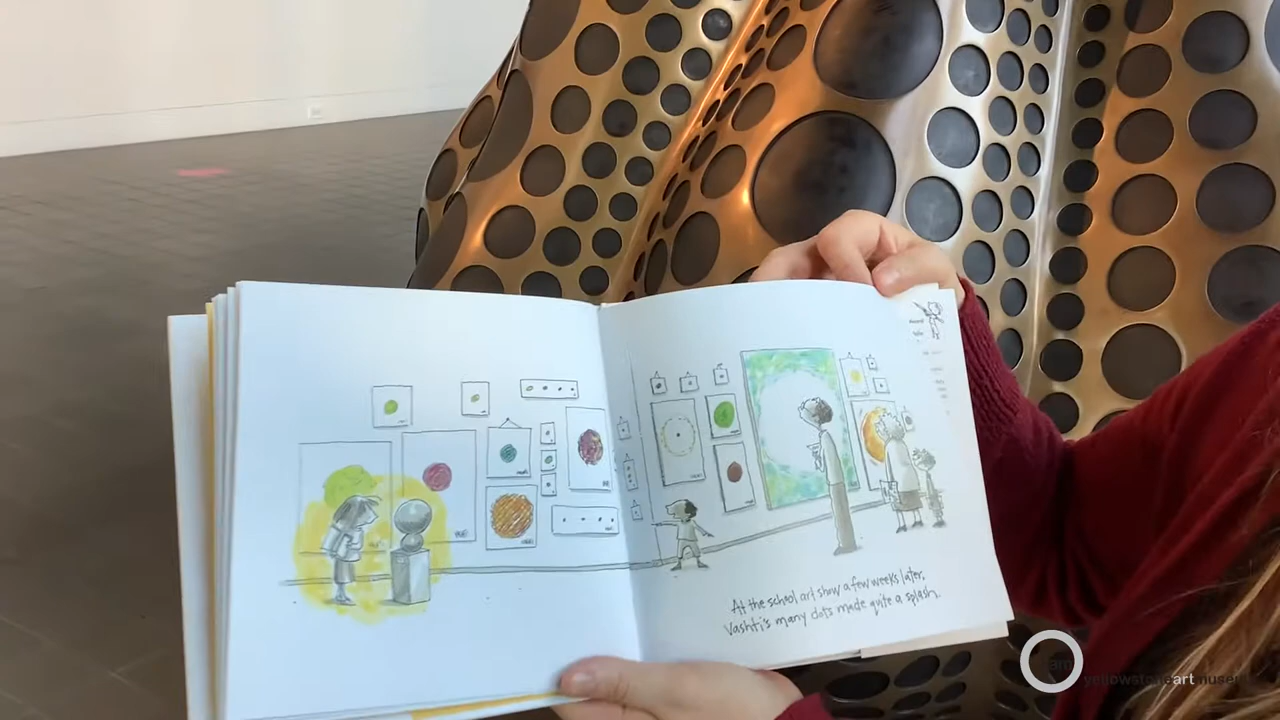 At the school art show a few weeks later,
Vashti's many dots made quite a splash.
yellowstoneartmuseum